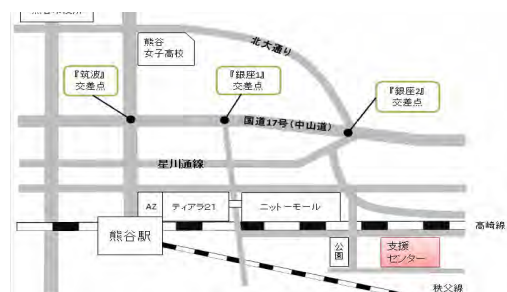 熊谷
女子高校
北大通り
『筑波』
交差点
『銀座1』
交差点
『銀座2』
交差点
国道17号(中山道)
星川通線
AZ
ティアラ21
ニットーモール
高崎線
熊谷駅
公園
支援
センター
秩父線